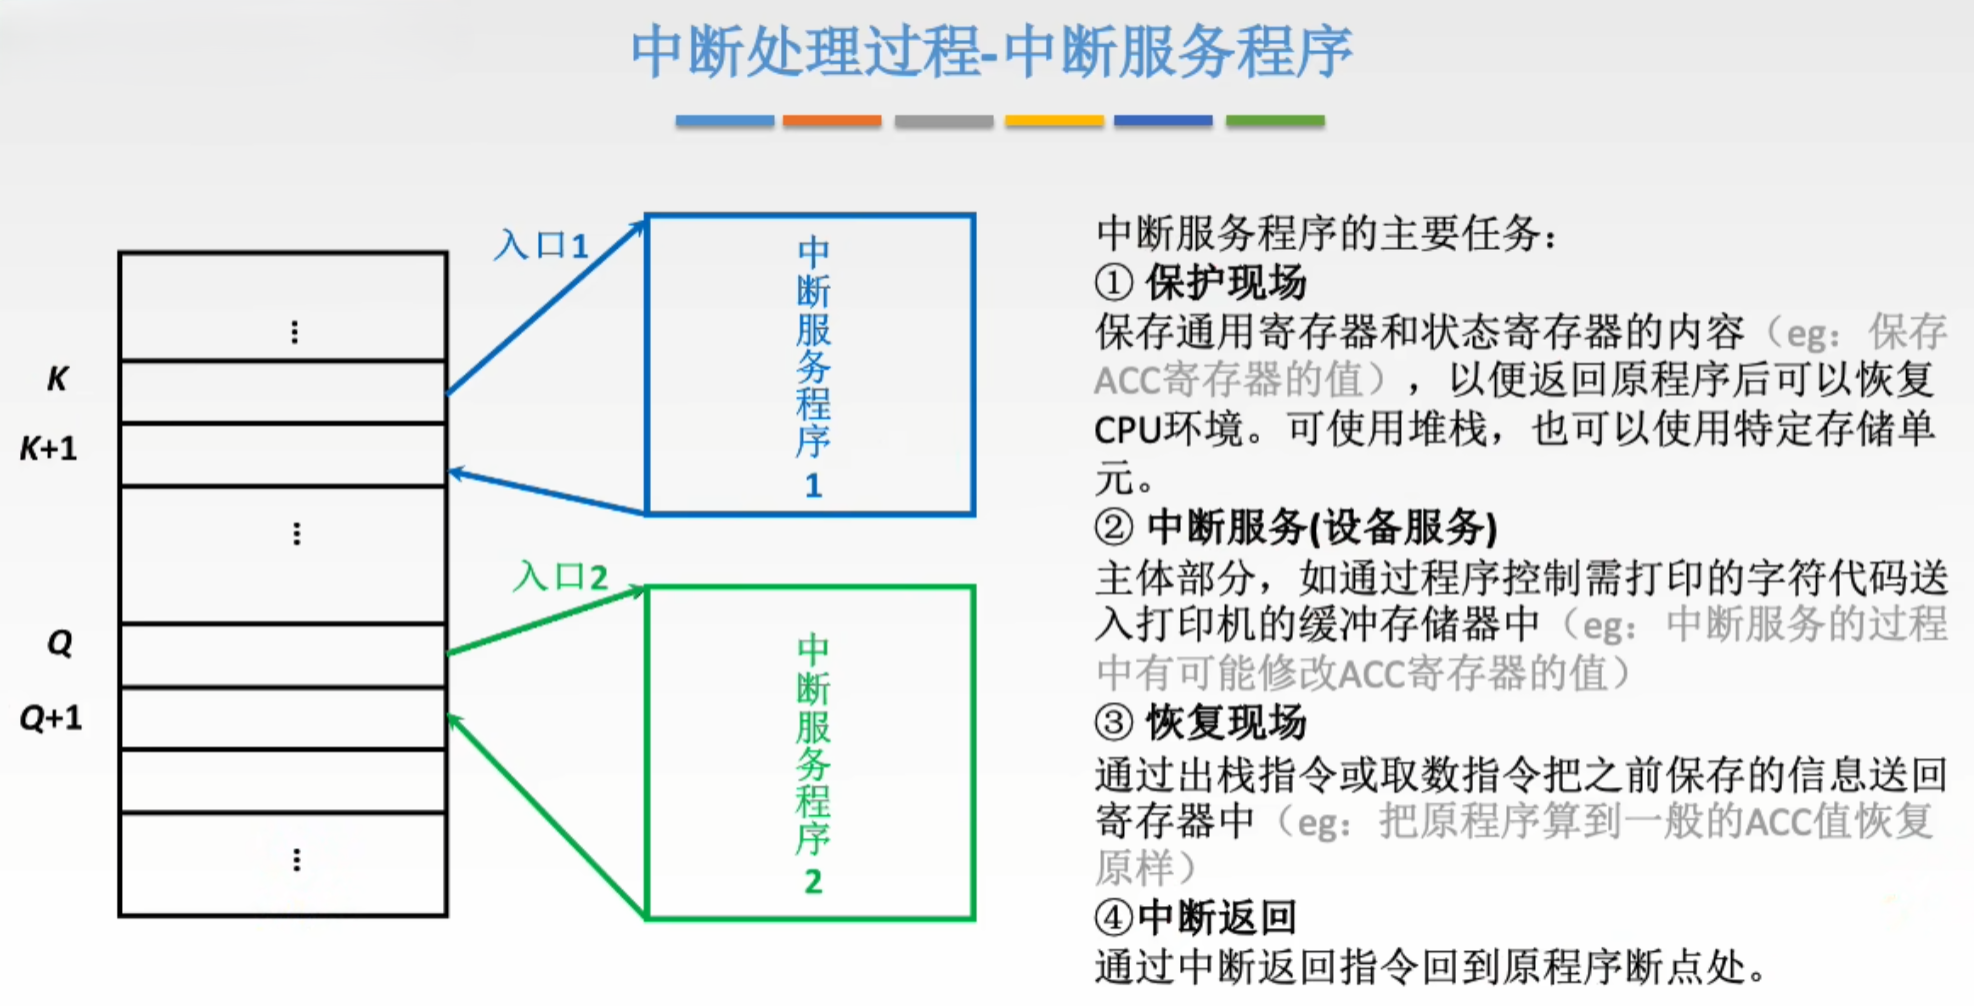 中断处理过程-中断服务程序
入口1
中断服务程序1
⋮
K
K+1
⋮
入口2
中断服务程序2
Q
Q+1
⋮
中断服务程序的主要任务：
① 保护现场
保存通用寄存器和状态寄存器的内容（eg：保存
ACC寄存器的值），以便返回原程序后可以恢复
CPU环境。可使用堆栈，也可以使用特定存储单
元。
② 中断服务(设备服务)
主体部分，如通过程序控制需打印的字符代码送
入打印机的缓冲存储器中（eg：中断服务的过程
中有可能修改ACC寄存器的值）
③ 恢复现场
通过出栈指令或取数指令把之前保存的信息送回
寄存器中（eg：把原程序算到一般的ACC值恢复
原样）
④中断返回
通过中断返回指令回到原程序断点处。